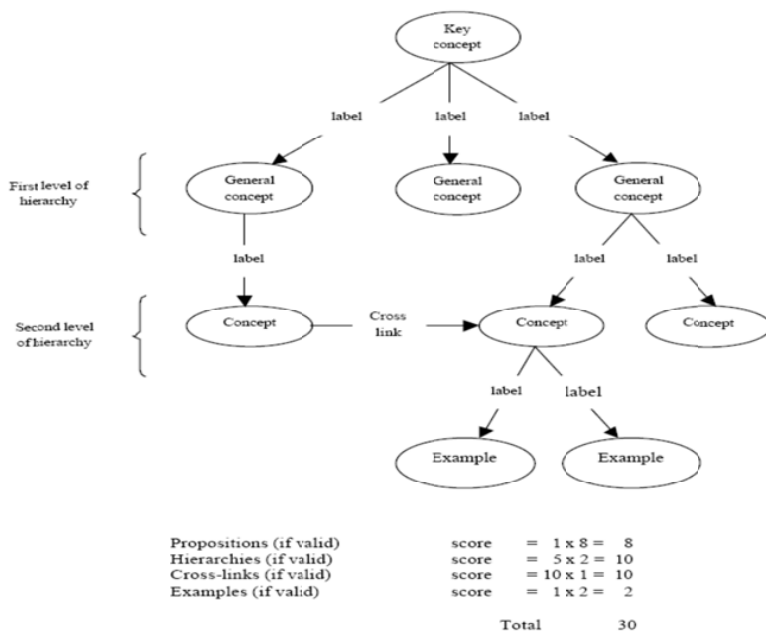 Key
concept
label label label
First level of
hierarchy
General
concept
General
concept
General
concept
label label label
Second level
of hierarchy
Concept
Cross
link
Concept
Concept
label label
Example Example
Propositions (if valid) score = 1 x 8 = 8
Hierarchies (if valid) score = 5 x 2 = 10
Cross-links (if valid) score = 10 x 1 = 10
Examples (if valid) score = 1 x 2 = 2
Total 30